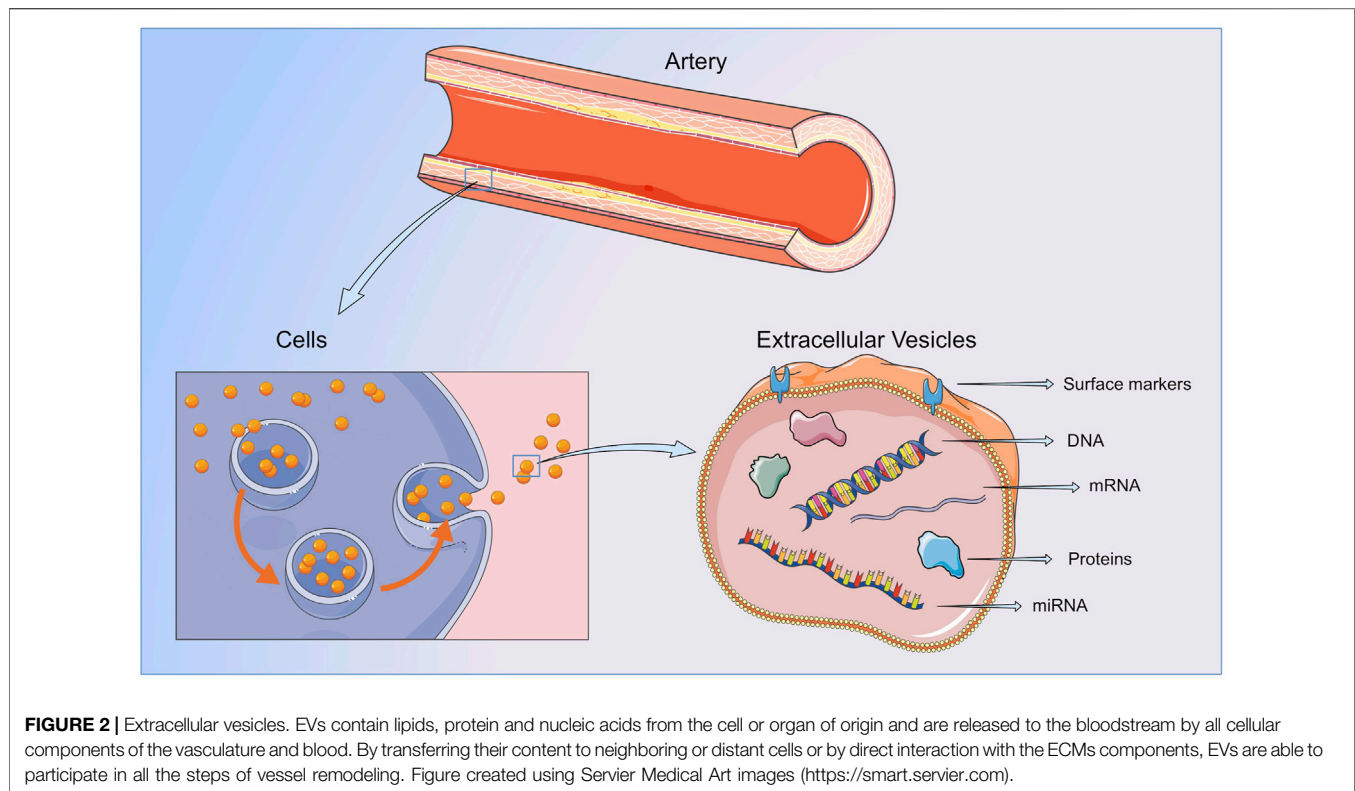 Artery
Cells
Extracellular Vesicles
Surface markers
DNA
mRNA
Proteins
miRNA
FIGURE 2 | Extracellular vesicles. EVs contain lipids, protein and nucleic acids from the cell or organ of origin and are released to the bloodstream by all cellular
components of the vasculature and blood. By transferring their content to neighboring or distant cells or by direct interaction with the ECMs components, EVs are able to
participate in all the steps of vessel remodeling. Figure created using Servier Medical Art images (https://smart.servier.com).